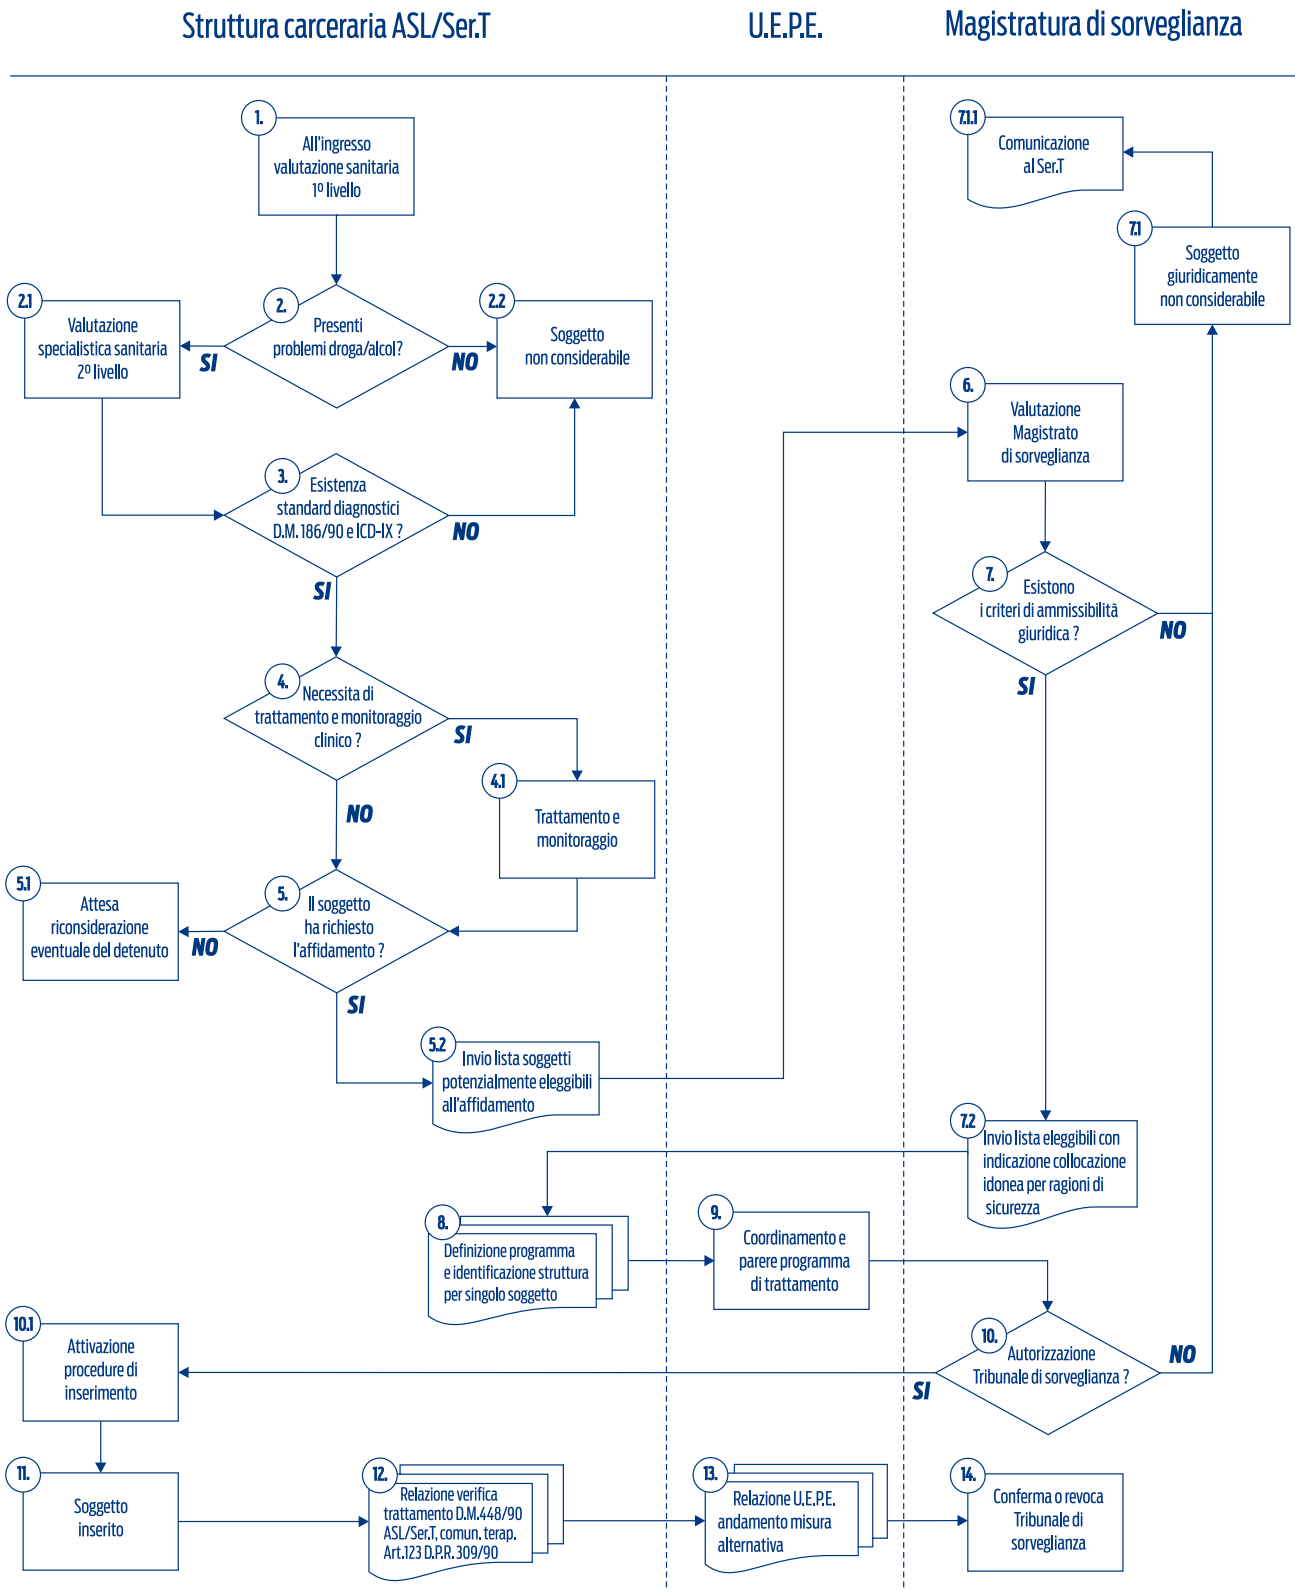 Struttura carceraria ASL/Ser.T
U.E.P.E.
Magistratura di sorveglianza
1.
All'ingresso
valutazione sanitaria
1º livello
7.1.1
Comunicazione
al Ser.T
7.1
Soggetto
giuridicamente
non considerabile
2.1
Valutazione
specialistica sanitaria
2º livello
SI
2.
Presenti
problemi droga/alcol?
NO
2.2
Soggetto
non considerabile
6.
Valutazione
Magistrato
di sorveglianza
3.
Esistenza
standard diagnostici
D.M. 186/90 e ICD-IX ?
NO
SI
7.
Esistono
i criteri di ammissibilità
giuridica ?
NO
SI
4.
Necessita di
trattamento e monitoraggio
clinico ?
SI
NO
4.1
Trattamento e
monitoraggio
5.1
Attesa
riconsiderazione
eventuale del detenuto
NO
5.
Il soggetto
ha richiesto
l'affidamento ?
SI
5.2
Invio lista soggetti
potenzialmente eleggibili
all'affidamento
7.2
Invio lista eleggibili con
indicazione collocazione
idonea per ragioni di
sicurezza
8.
Definizione programma
e identificazione struttura
per singolo soggetto
9.
Coordinamento e
parere programma
di trattamento
10.1
Attivazione
procedure di
inserimento
10.
Autorizzazione
Tribunale di sorveglianza ?
NO
SI
11.
Soggetto
inserito
12.
Relazione verifica
trattamento D.M.448/90
ASL/Ser.T, comun. terap.
Art.123 D.P.R. 309/90
13.
Relazione U.E.P.E.
andamento misura
alternativa
14.
Conferma o revoca
Tribunale di
sorveglianza